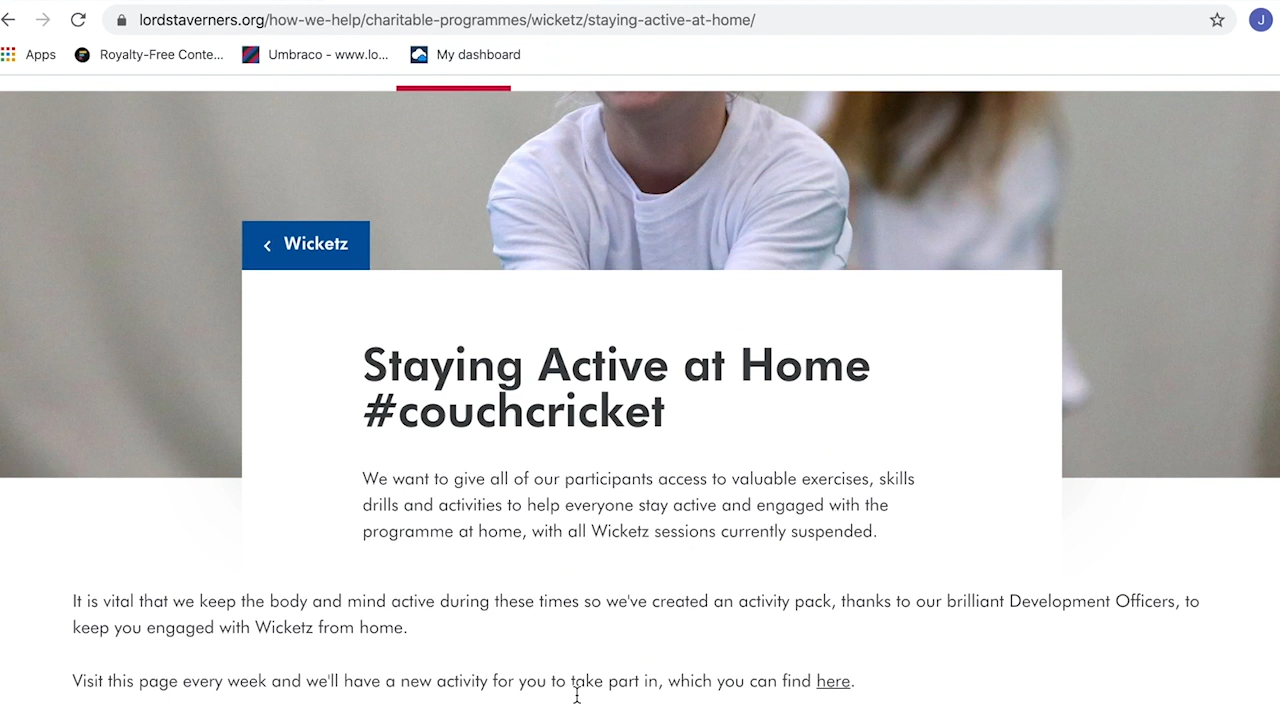 lordstaverners.org/how-we-help/charitable-programmes/wicketz/staying-active-at-home/
J
Apps
Royalty-Free Conte...
Umbraco - www.lo...
My dashboard
Wicketz
Staying Active at Home
#couchcricket
We want to give all of our participants access to valuable exercises, skills
drills and activities to help everyone stay active and engaged with the
programme at home, with all Wicketz sessions currently suspended.
It is vital that we keep the body and mind active during these times so we've created an activity pack, thanks to our brilliant Development Officers, to
keep you engaged with Wicketz from home.
Visit this page every week and we'll have a new activity for you to take part in, which you can find here.